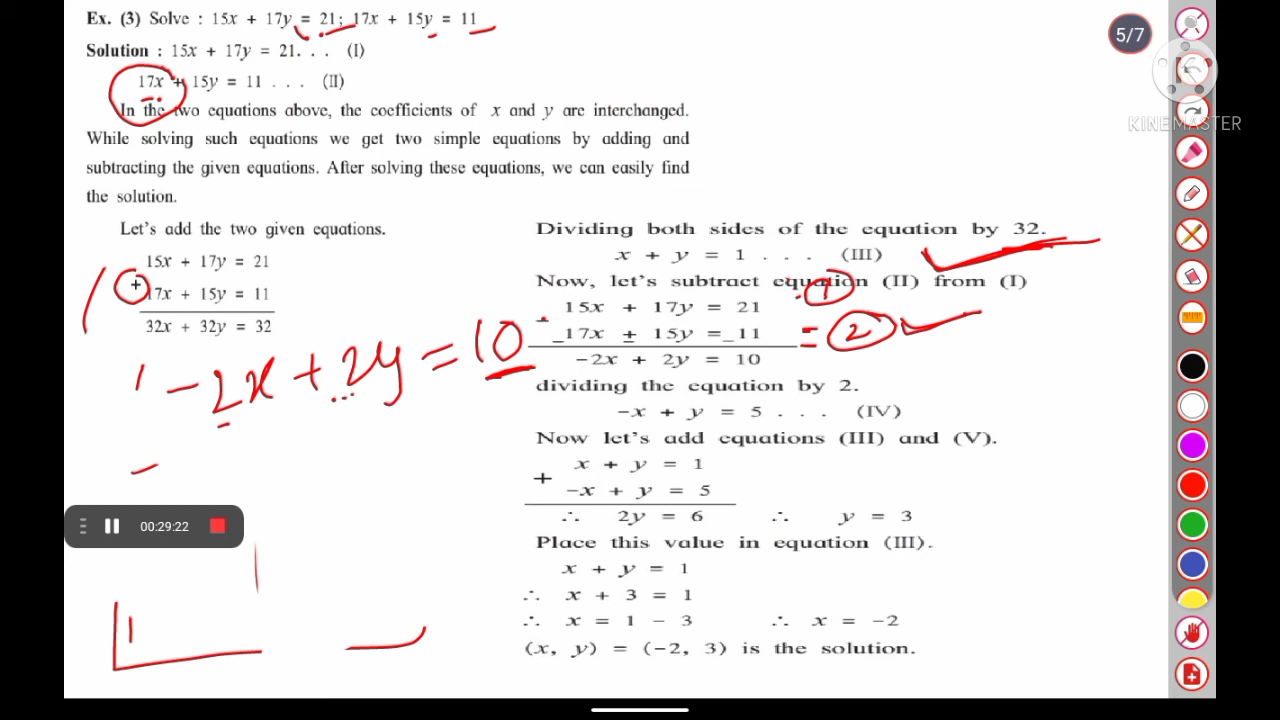 Ex. (3) Solve : 15x + 17y = 21; 17x + 15y = 11
Solution : 15x + 17y = 21. . . (I)
17x + 15y = 11 . . . (II)
In the two equations above, the coefficients of x and y are interchanged.
While solving such equations we get two simple equations by adding and
subtracting the given equations. After solving these equations, we can easily find
the solution.
Let's add the two given equations.
15x + 17y = 21
+ 17x + 15y = 11
32x + 32y = 32
- 2x + 2y = 10
00:29:22
Dividing both sides of the equation by 32.
x + y = 1 . . . (III)
Now, let's subtract equation (II) from (I)
1
15x + 17y = 21
- 17x ± 15y = - 11
= 2
-2x + 2y = 10
dividing the equation by 2.
-x + y = 5 . . . (IV)
Now let's add equations (III) and (V).
x + y = 1
+ -x + y = 5
∴ 2y = 6 ∴ y = 3
Place this value in equation (III).
x + y = 1
∴ x + 3 = 1
∴ x = 1 - 3 ∴ x = -2
(x, y) = (-2, 3) is the solution.
5/7
KINEMASTER